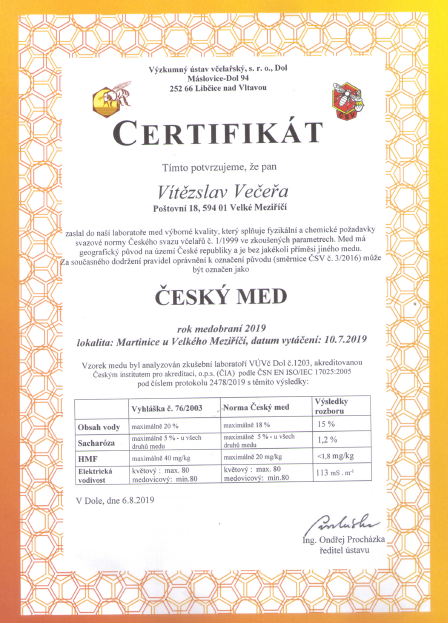 Výzkumný ústav včelařský, s. r. o., Dol
Máslovice-Dol 94
252 66 Libčice nad Vltavou
CERTIFIKÁT
Tímto potvrzujeme, že pan
Vítězslav Večeřa
Poštovní 18, 594 01 Velké Meziříčí
zaslal do naší laboratoře med výborné kvality, který splňuje fyzikální a chemické požadavky
svazové normy Českého svazu včelařů č. 1/1999 ve zkoušených parametrech. Med má
geografický původ na území České republiky a je bez jakékoli příměsi jiného medu.
Za současného dodržení pravidel oprávnění k označení původu (směrnice ČSV č. 3/2016) může
být označen jako
ČESKÝ MED
rok medobraní 2019
lokalita: Martinice u Velkého Meziříčí, datum vytáčení: 10.7.2019
Vzorek medu byl analyzován zkušební laboratoří VÚVč Dol č.1203, akreditovanou
Českým institutem pro akreditaci, o.p.s. (ČIA) podle ČSN EN ISO/IEC 17025:2005
pod číslem protokolu 2478/2019 s těmito výsledky:
Vyhláška č. 76/2003 Norma Český med Výsledky rozboru
Obsah vody maximálně 20 % maximálně 18 % 15 %
Sacharóza maximálně 5 % - u všech druhů medu maximálně 5 % - u všech druhů medu 1,2 %
HMF maximálně 40 mg/kg maximálně 20 mg/kg <1,8 mg/kg
Elektrická vodivost květový : max. 80 medovicový: min.80 květový : max. 80 medovicový: min.80 113 mS . m⁻¹
V Dole, dne 6.8.2019
Ing. Ondřej Procházka
ředitel ústavu